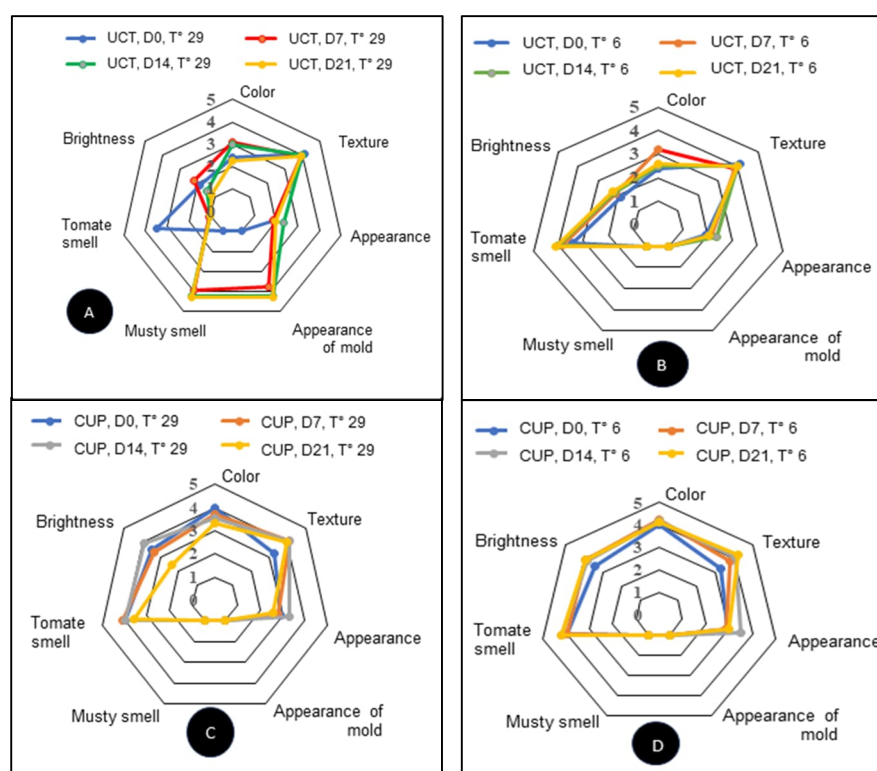 UCT, D0, T° 29
UCT, D7, T° 29
UCT, D14, T° 29
UCT, D21, T° 29
Color
5
4
3
2
1
0
Brightness
Texture
Tomate
smell
Appearance
Musty smell
Appearance
of mold
A
UCT, D0, T° 6
UCT, D7, T° 6
UCT, D14, T° 6
UCT, D21, T° 6
Color
5
4
3
2
1
0
Brightness
Texture
Tomate
smell
Appearance
Musty smell
Appearance of
mold
B
CUP, D0, T° 29
CUP, D7, T° 29
CUP, D14, T° 29
CUP, D21, T° 29
Color
5
4
3
2
1
0
Brightness
Texture
Tomate
smell
Appearance
Musty smell
Appearance of
mold
C
CUP, D0, T° 6
CUP, D7, T° 6
CUP, D14, T° 6
CUP, D21, T° 6
Color
5
4
3
2
1
0
Brightness
Texture
Tomate
smell
Appearance
Musty smell
Appearance of
mold
D